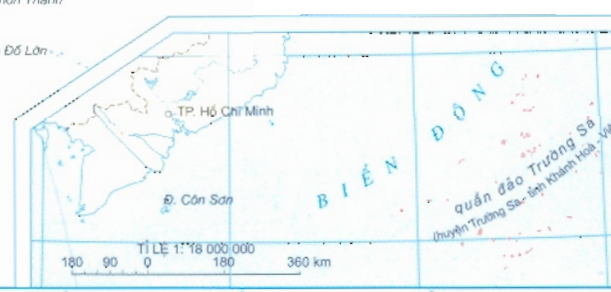 Đồ Lớn
TP. Hồ Chí Minh
BIỂN ĐÔNG
quần đảo Trường Sa
(huyện Trường Sa - tỉnh Khánh Hoà - Việ
Đ. Côn Sơn
TỈ LỆ 1: 18 000 000
180 90 0 180 360 km